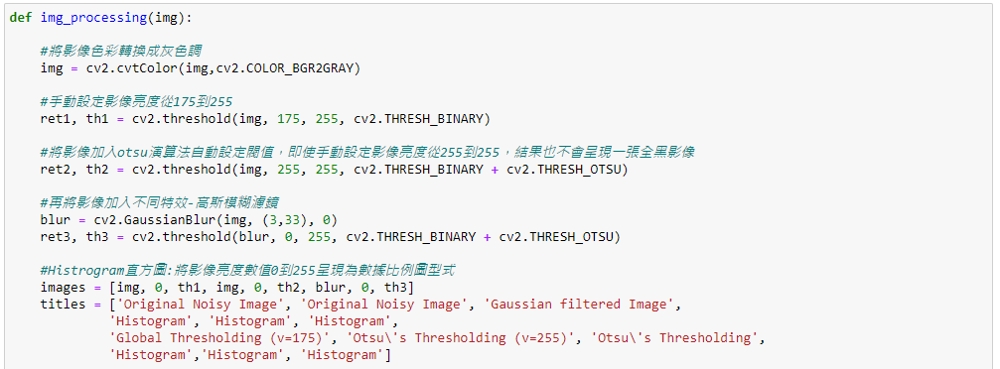 def img_processing(img):
#將影像色彩轉換成灰色調
img = cv2.cvtColor(img,cv2.COLOR_BGR2GRAY)
#手動設定影像亮度從175到255
ret1, th1 = cv2.threshold(img, 175, 255, cv2.THRESH_BINARY)
#將影像加入otsu演算法自動設定閥值，即使手動設定影像亮度從255到255，結果也不會呈現一張全黑影像
ret2, th2 = cv2.threshold(img, 255, 255, cv2.THRESH_BINARY + cv2.THRESH_OTSU)
#再將影像加入不同特效-高斯模糊濾鏡
blur = cv2.GaussianBlur(img, (3,33), 0)
ret3, th3 = cv2.threshold(blur, 0, 255, cv2.THRESH_BINARY + cv2.THRESH_OTSU)
#Histrogram直方圖:將影像亮度數值0到255呈現為數據比例圖型式
images = [img, 0, th1, img, 0, th2, blur, 0, th3]
titles = ['Original Noisy Image', 'Original Noisy Image', 'Gaussian filtered Image',
'Histogram', 'Histogram', 'Histogram',
'Global Thresholding (v=175)', 'Otsu\'s Thresholding (v=255)', 'Otsu\'s Thresholding',
'Histogram','Histogram', 'Histogram']